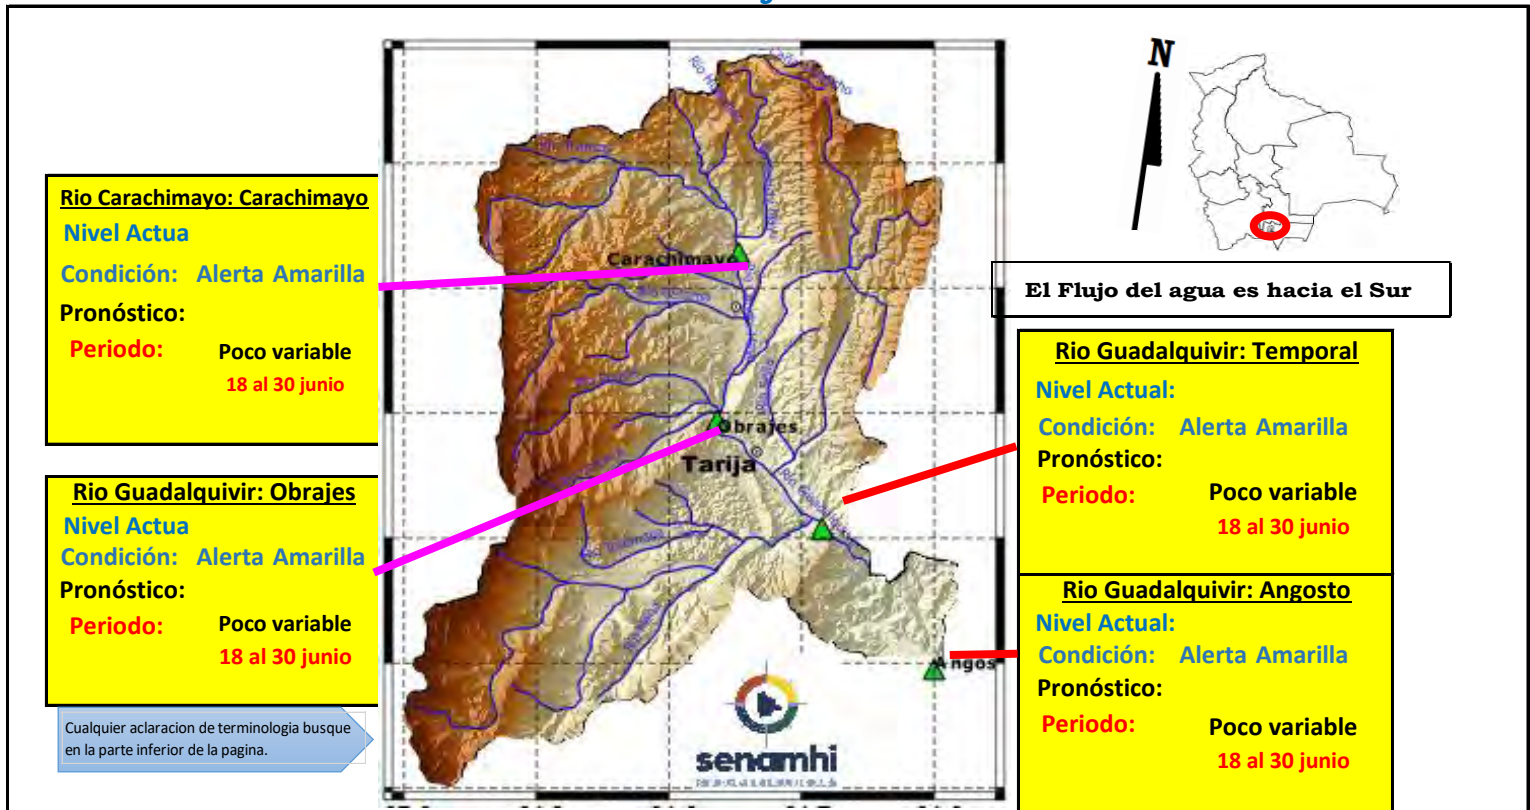 N
El Flujo del agua es hacia el Sur
Rio Carachimayo: Carachimayo
Nivel Actua
Condición: Alerta Amarilla
Pronóstico:
Periodo: Poco variable
18 al 30 junio
Rio Guadalquivir: Obrajes
Nivel Actua
Condición: Alerta Amarilla
Pronóstico:
Periodo: Poco variable
18 al 30 junio
Cualquier aclaracion de terminologia busque
en la parte inferior de la pagina.
Carachimayo
Obrajes
Tarija
Angos
senamhi
Rio Guadalquivir: Temporal
Nivel Actual:
Condición: Alerta Amarilla
Pronóstico:
Periodo: Poco variable
18 al 30 junio
Rio Guadalquivir: Angosto
Nivel Actual:
Condición: Alerta Amarilla
Pronóstico:
Periodo: Poco variable
18 al 30 junio